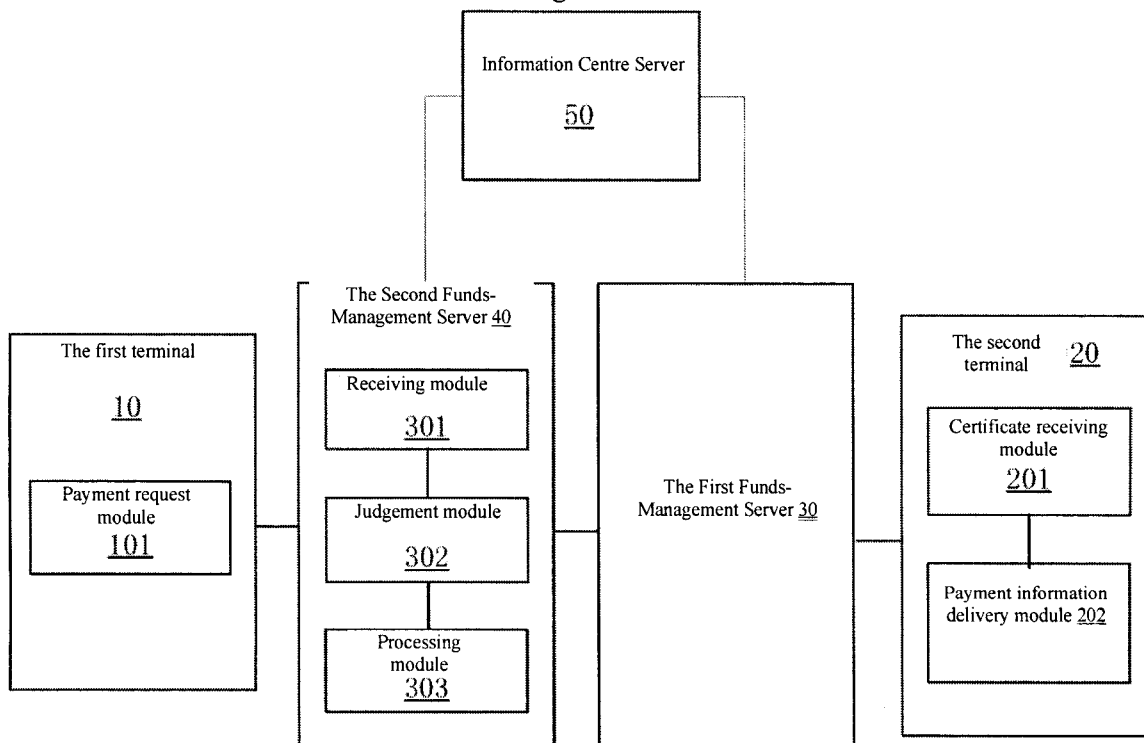 Information Centre Server
50
The Second Funds-
Management Server 40
Receiving module
301
Judgement module
302
Processing
module
303
The first terminal
10
Payment request
module
101
The First Funds-
Management Server 30
The second
terminal 20
Certificate receiving
module
201
Payment information
delivery module 202